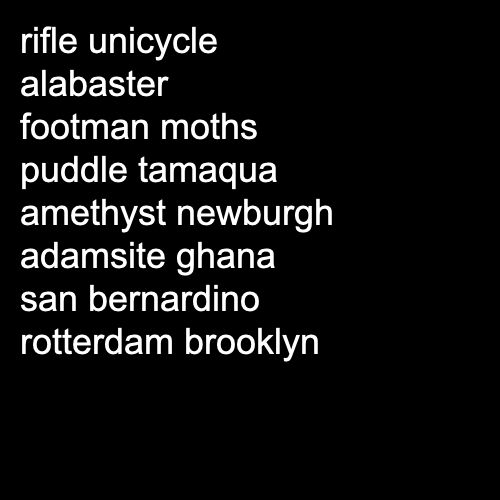 rifle unicycle
alabaster
footman moths
puddle tamaqua
amethyst newburgh
adamsite ghana
san bernardino
rotterdam brooklyn